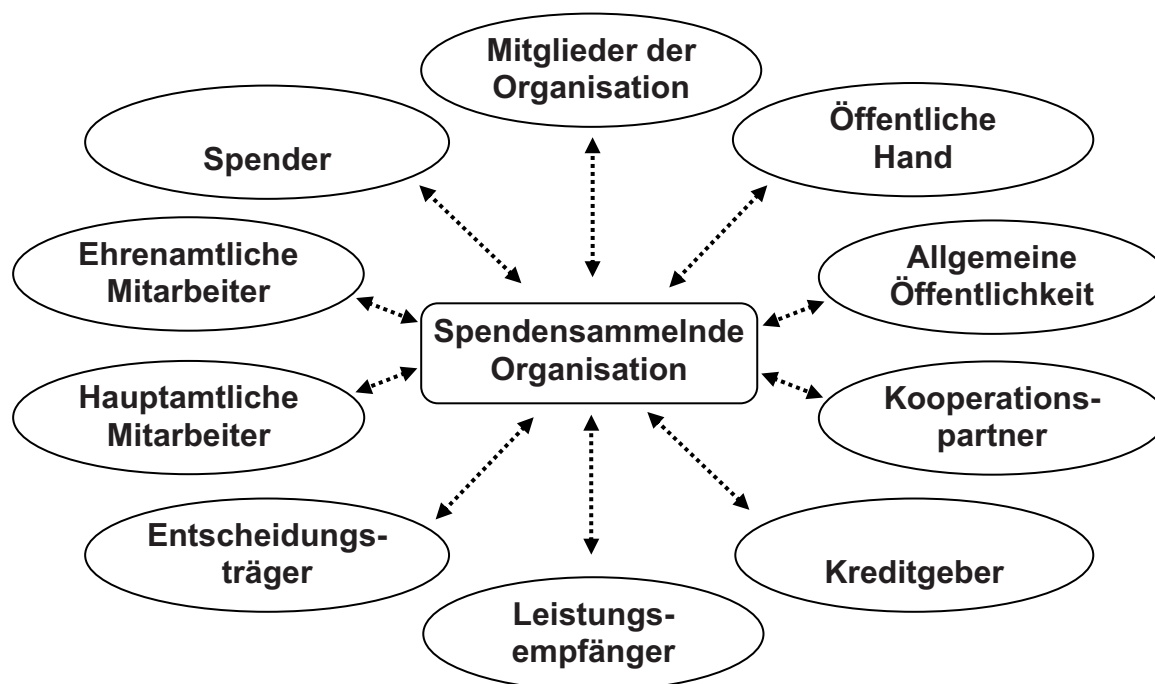 Mitglieder der
Organisation
Öffentliche
Hand
Spender
Ehrenamtliche
Mitarbeiter
Allgemeine
Öffentlichkeit
Spendensammelnde
Organisation
Hauptamtliche
Mitarbeiter
Kooperations-
partner
Entscheidungs-
träger
Kreditgeber
Leistungs-
empfänger